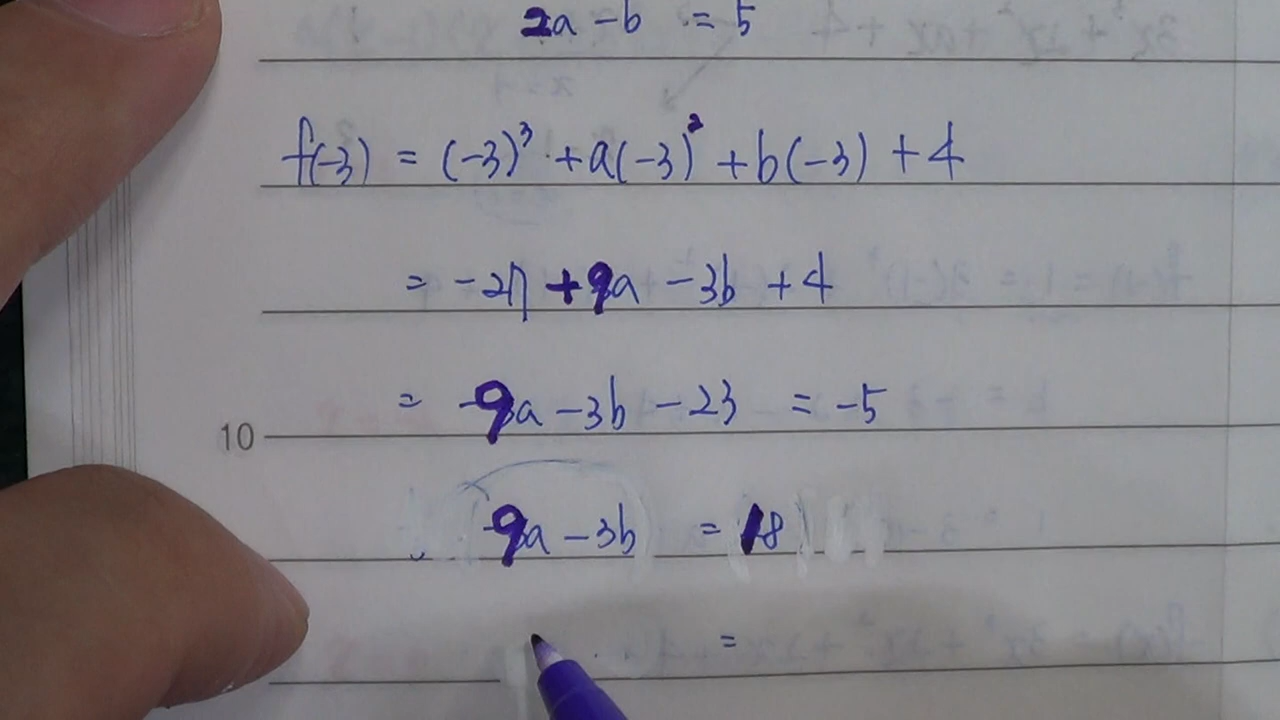 2a - b = 5
f(-3) = (-3)³ + a(-3)² + b(-3) + 4
= -27 + 9a - 3b + 4
= 9a - 3b - 23 = -5
10
9a - 3b = 18
=